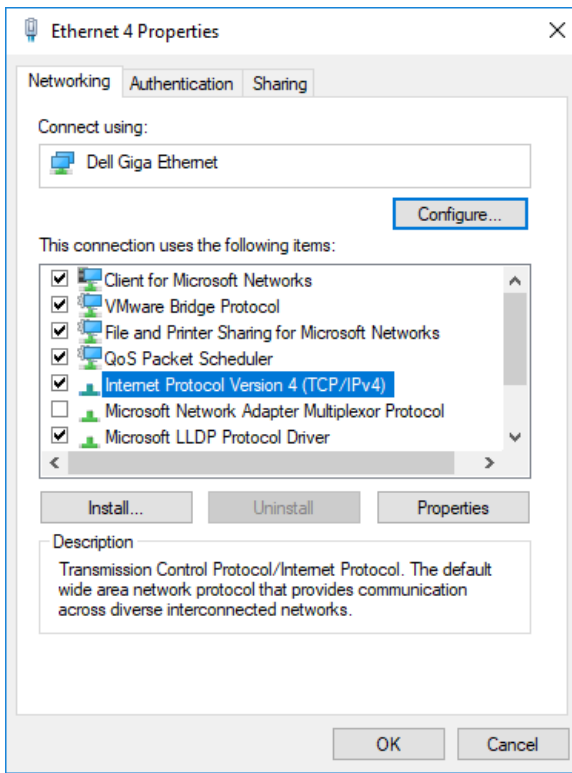 Ethernet 4 Properties
Networking Authentication Sharing
Connect using:
Dell Giga Ethernet
Configure...
This connection uses the following items:
Client for Microsoft Networks
VMware Bridge Protocol
File and Printer Sharing for Microsoft Networks
QoS Packet Scheduler
Internet Protocol Version 4 (TCP/IPv4)
Microsoft Network Adapter Multiplexor Protocol
Microsoft LLDP Protocol Driver
Install... Uninstall Properties
Description
Transmission Control Protocol/Internet Protocol. The default
wide area network protocol that provides communication
across diverse interconnected networks.
OK Cancel